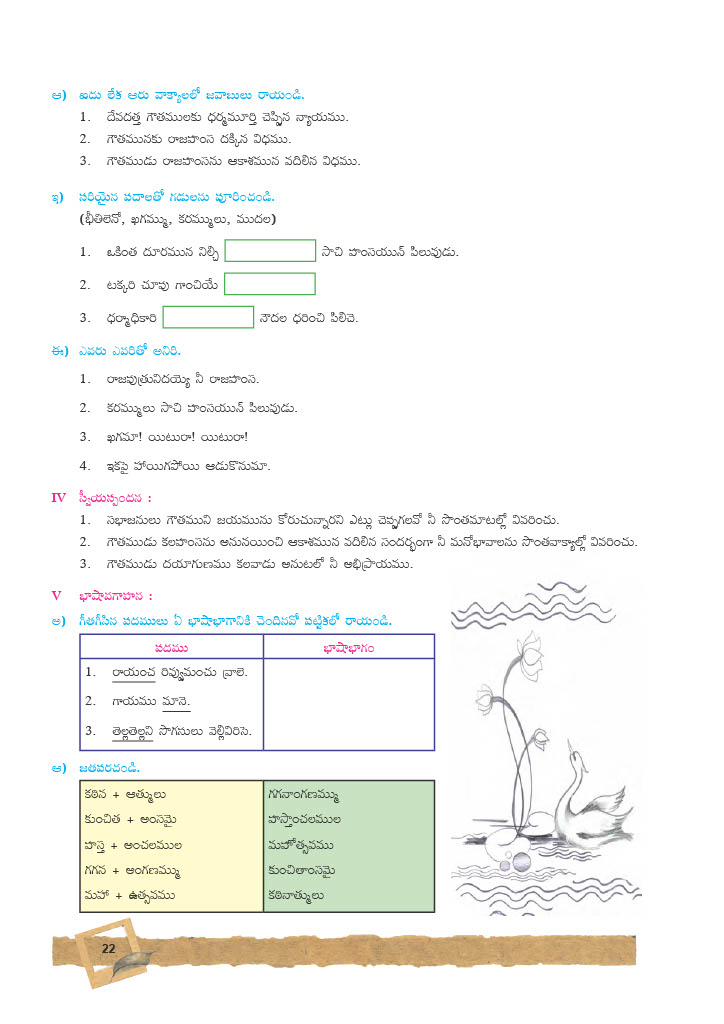 ఆ) ఐదు లేక ఆరు వాక్యాలలో జవాబులు రాయండి.
1. దేవదత్త గౌతములకు ధర్మమూర్తి చెప్పిన న్యాయము.
2. గౌతమునకు రాజహంస దక్కిన విధము.
3. గౌతముడు రాజహంసను ఆకాశమున వదిలిన విధము.
ఇ) సరియైన పదాలతో గడులను పూరించండి.
(భీతిలెనో, ఖగమ్ము, కరమ్ములు, ముదల)
1. ఒకింత దూరమున నిల్చి సాచి హంసయున్ పిలువుడు.
2. టక్కరి చూపు గాంచియే
3. ధర్మాధికారి నౌదల ధరించి పిలిచె.
ఈ) ఎవరు ఎవరితో అనిరి.
1. రాజపుత్రునిదయ్యె నీ రాజహంస.
2. కరమ్ములు సాచి హంసయున్ పిలువుడు.
3. ఖగమా! యిటురా! యిటురా!
4. ఇకపై హాయిగపోయి ఆడుకొనుమా.
IV స్వీయస్పందన :
1. సభాజనులు గౌతముని జయమును కోరుచున్నారని ఎట్లు చెప్పగలవో నీ సొంతమాటల్లో వివరించు.
2. గౌతముడు కలహంసను అనునయించి ఆకాశమున వదిలిన సందర్భంగా నీ మనోభావాలను సొంతవాక్యాల్లో వివరించు.
3. గౌతముడు దయాగుణము కలవాడు అనుటలో నీ అభిప్రాయము.
V భాషావగాహన :
అ) గీతగీసిన పదములు ఏ భాషాభాగానికి చెందినవో పట్టికలో రాయండి.
పదము భాషాభాగం
1. రాయంచ రివ్వుమంచు వ్రాలె.
2. గాయము మానె.
3. తెల్లతెల్లని సొగసులు వెల్లివిరిసె.
ఆ) జతపరచండి.
కఠిన + ఆత్ములు గగనాంగణమ్ము
కుంచిత + అంసమై హస్తాంచలముల
హస్త + అంచలముల మహోత్సవము
గగన + ఆంగణమ్ము కుంచితాంసమై
మహా + ఉత్సవము కఠినాత్ములు
22